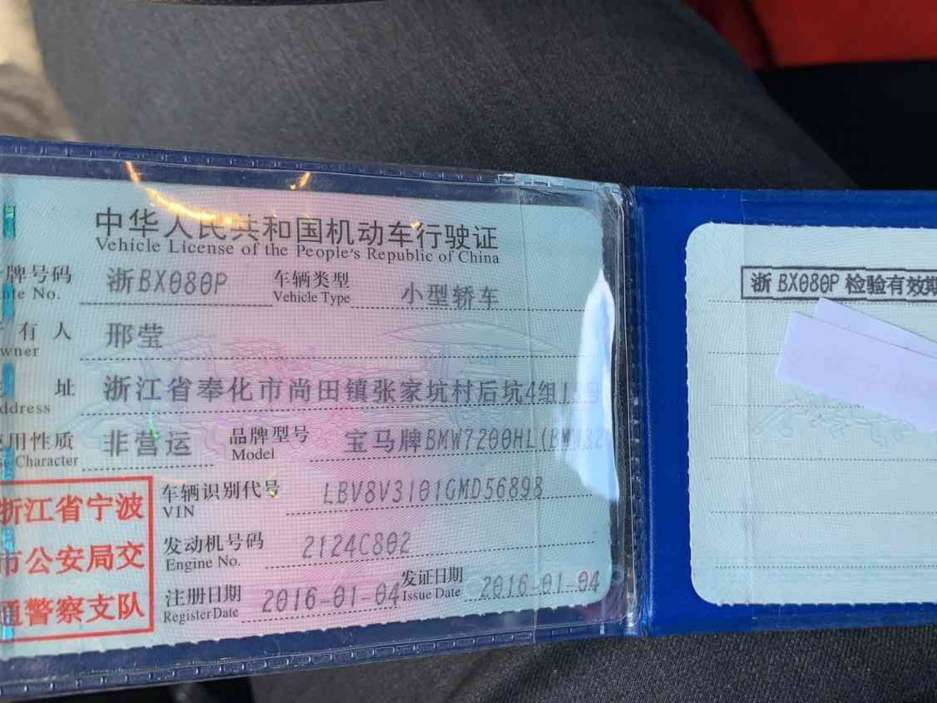 中华人民共和国机动车行驶证
Vehicle License of the People's Republic of China
牌号码 浙BX080P 车辆类型 小型轿车
No. Vehicle Type
有人 邢莹
wner
址 浙江省奉化市尚田镇张家坑村后坑4组
ddress
用性质 非营运 品牌型号 宝马牌BMW7200HL(BMW32
Character Model
车辆识别代号 LBV8V3101GMD56898
VIN
发动机号码 2124C802
Engine No.
注册日期 2016-01-04 发证日期 2016-01-04
Register Date Issue Date
浙江省宁波
市公安局交
通警察支队
浙BX080P 检验有效期